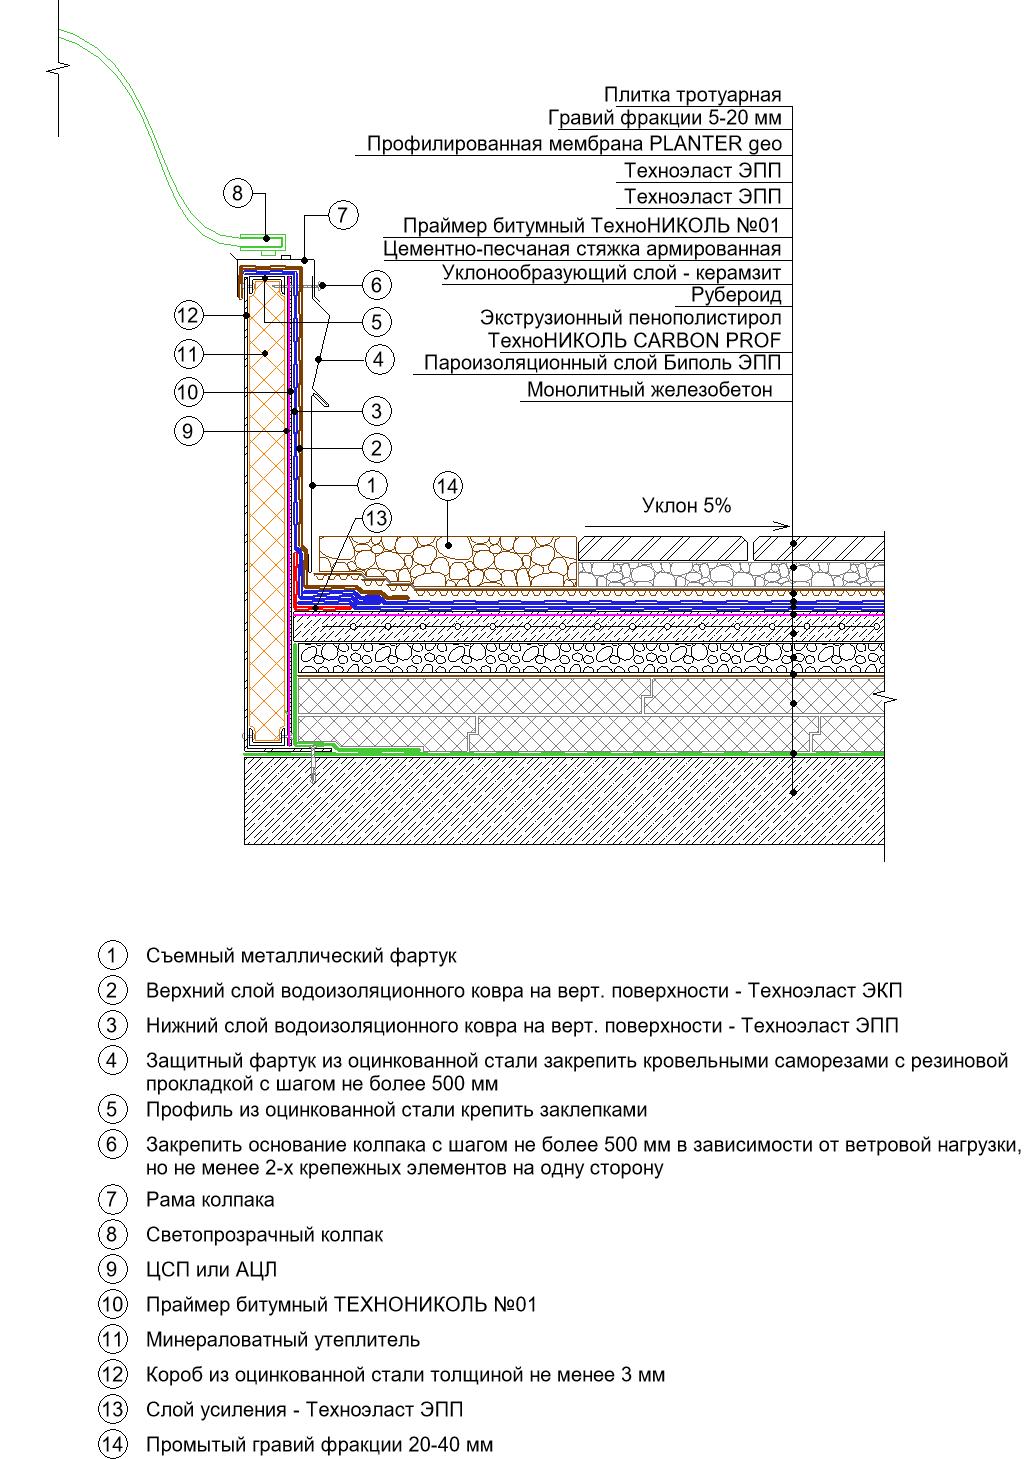 Плитка тротуарная
Гравий фракции 5-20 мм
Профилированная мембрана PLANTER geo
Техноэласт ЭПП
Техноэласт ЭПП
Праймер битумный ТехноНИКОЛЬ №01
Цементно-песчаная стяжка армированная
Уклонообразующий слой - керамзит
Рубероид
Экструзионный пенополистирол
ТехноНИКОЛЬ CARBON PROF
Пароизоляционный слой Биполь ЭПП
Монолитный железобетон
8
7
6
12
5
11
4
10
3
9
2
1
14
13
Уклон 5%
1 Съемный металлический фартук
2 Верхний слой водоизоляционного ковра на верт. поверхности - Техноэласт ЭКП
3 Нижний слой водоизоляционного ковра на верт. поверхности - Техноэласт ЭПП
4 Защитный фартук из оцинкованной стали закрепить кровельными саморезами с резиновой
прокладкой с шагом не более 500 мм
5 Профиль из оцинкованной стали крепить заклепками
6 Закрепить основание колпака с шагом не более 500 мм в зависимости от ветровой нагрузки,
но не менее 2-х крепежных элементов на одну сторону
7 Рама колпака
8 Светопрозрачный колпак
9 ЦСП или АЦЛ
10 Праймер битумный ТЕХНОНИКОЛЬ №01
11 Минераловатный утеплитель
12 Короб из оцинкованной стали толщиной не менее 3 мм
13 Слой усиления - Техноэласт ЭПП
14 Промытый гравий фракции 20-40 мм